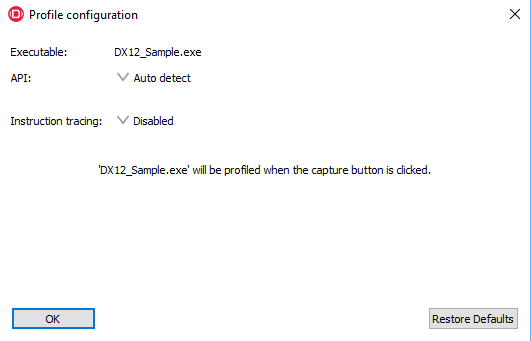 Profile configuration
Executable: DX12_Sample.exe
API: Auto detect
Instruction tracing: Disabled
'DX12_Sample.exe' will be profiled when the capture button is clicked.
OK Restore Defaults